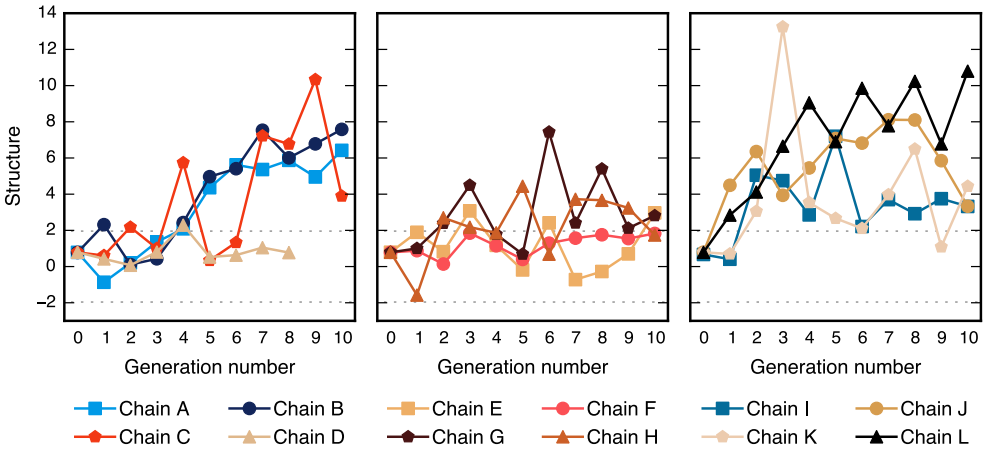 14
12
10
8
6
4
2
0
−2
Structure
0 1 2 3 4 5 6 7 8 9 10
0 1 2 3 4 5 6 7 8 9 10
0 1 2 3 4 5 6 7 8 9 10
Generation number
Generation number
Generation number
Chain A Chain B Chain E Chain F Chain I Chain J
Chain C Chain D Chain G Chain H Chain K Chain L